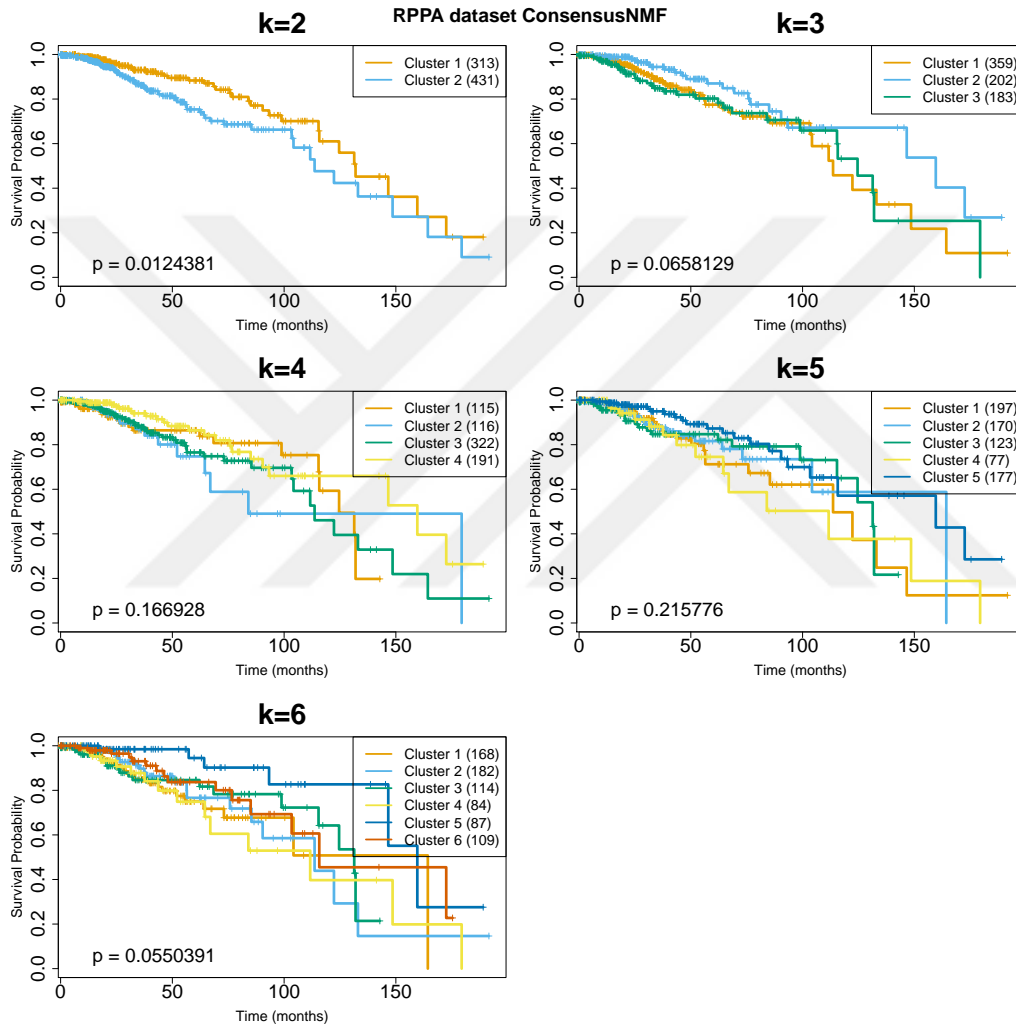 RPPA dataset ConsensusNMF
k=2
Survival Probability
0.0 0.2 0.4 0.6 0.8 1.0
Cluster 1 (313)
Cluster 2 (431)
p = 0.0124381
0 50 100 150
Time (months)
k=3
Survival Probability
0.0 0.2 0.4 0.6 0.8 1.0
Cluster 1 (359)
Cluster 2 (202)
Cluster 3 (183)
p = 0.0658129
0 50 100 150
Time (months)
k=4
Survival Probability
0.0 0.2 0.4 0.6 0.8 1.0
Cluster 1 (115)
Cluster 2 (116)
Cluster 3 (322)
Cluster 4 (191)
p = 0.166928
0 50 100 150
Time (months)
k=5
Survival Probability
0.0 0.2 0.4 0.6 0.8 1.0
Cluster 1 (197)
Cluster 2 (170)
Cluster 3 (123)
Cluster 4 (77)
Cluster 5 (177)
p = 0.215776
0 50 100 150
Time (months)
k=6
Survival Probability
0.0 0.2 0.4 0.6 0.8 1.0
Cluster 1 (168)
Cluster 2 (182)
Cluster 3 (114)
Cluster 4 (84)
Cluster 5 (87)
Cluster 6 (109)
p = 0.0550391
0 50 100 150
Time (months)